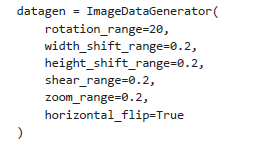 datagen = ImageDataGenerator(
    rotation_range=20,
    width_shift_range=0.2,
    height_shift_range=0.2,
    shear_range=0.2,
    zoom_range=0.2,
    horizontal_flip=True
)